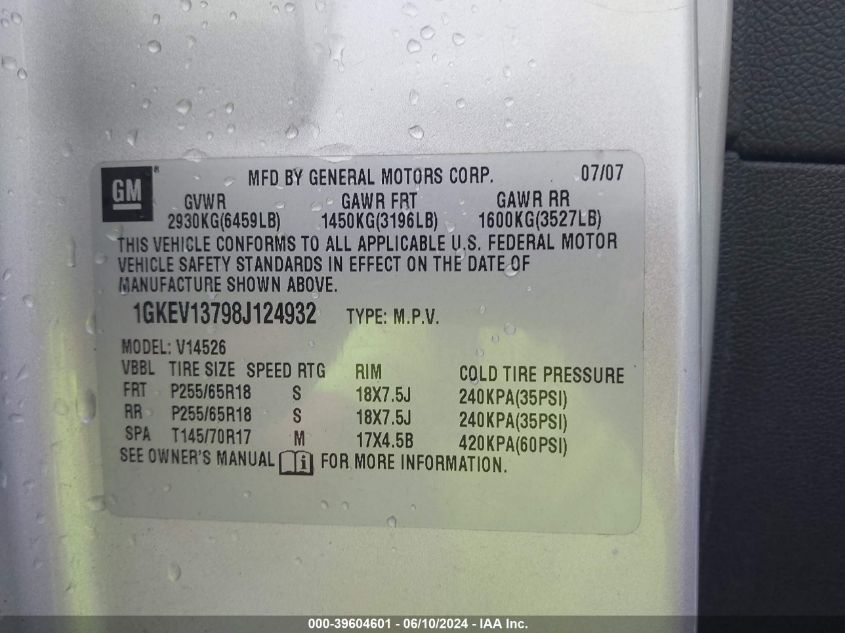 GM ®
MFD BY GENERAL MOTORS CORP. 07/07
GVWR GAWR FRT GAWR RR
2930KG(6459LB) 1450KG(3196LB) 1600KG(3527LB)
THIS VEHICLE CONFORMS TO ALL APPLICABLE U.S. FEDERAL MOTOR
VEHICLE SAFETY STANDARDS IN EFFECT ON THE DATE OF
MANUFACTURE SHOWN ABOVE.
1GKEV13798J124932 TYPE: M.P.V.
MODEL: V14526
VBBL TIRE SIZE SPEED RTG RIM COLD TIRE PRESSURE
FRT P255/65R18 S 18X7.5J 240KPA(35PSI)
RR P255/65R18 S 18X7.5J 240KPA(35PSI)
SPA T145/70R17 M 17X4.5B 420KPA(60PSI)
SEE OWNER'S MANUAL i FOR MORE INFORMATION.
000-39604601 - 06/10/2024 - IAA Inc.